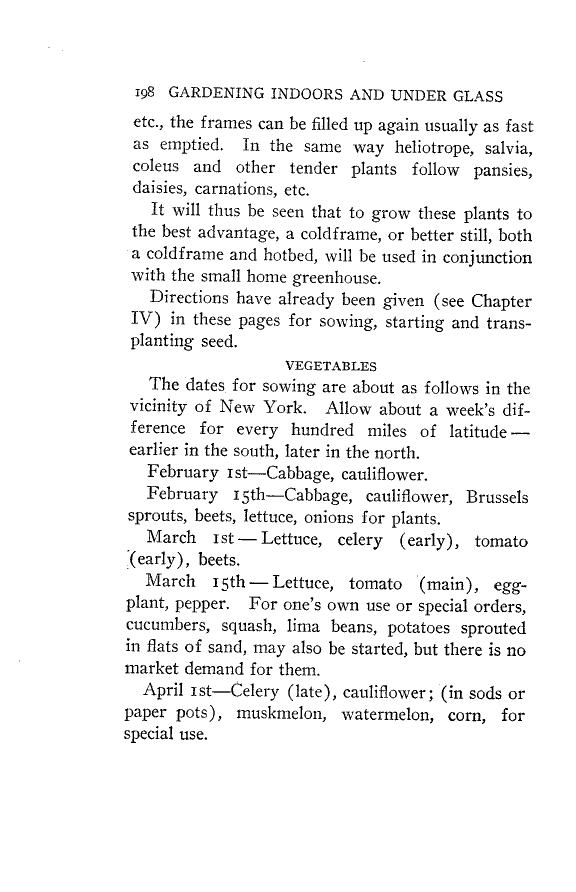 198 GARDENING INDOORS AND UNDER GLASS
etc., the frames can be filled up again usually as fast
as emptied. In the same way heliotrope, salvia,
coleus and other tender plants follow pansies,
daisies, carnations, etc.
It will thus be seen that to grow these plants to
the best advantage, a coldframe, or better still, both
a coldframe and hotbed, will be used in conjunction
with the small home greenhouse.
Directions have already been given (see Chapter
IV) in these pages for sowing, starting and trans-
planting seed.
VEGETABLES
The dates for sowing are about as follows in the
vicinity of New York. Allow about a week's dif-
ference for every hundred miles of latitude—
earlier in the south, later in the north.
February 1st—Cabbage, cauliflower.
February 15th—Cabbage, cauliflower, Brussels
sprouts, beets, lettuce, onions for plants.
March 1st—Lettuce, celery (early), tomato
(early), beets.
March 15th—Lettuce, tomato (main), egg-
plant, pepper. For one's own use or special orders,
cucumbers, squash, lima beans, potatoes sprouted
in flats of sand, may also be started, but there is no
market demand for them.
April 1st—Celery (late), cauliflower; (in sods or
paper pots), muskmelon, watermelon, corn, for
special use.